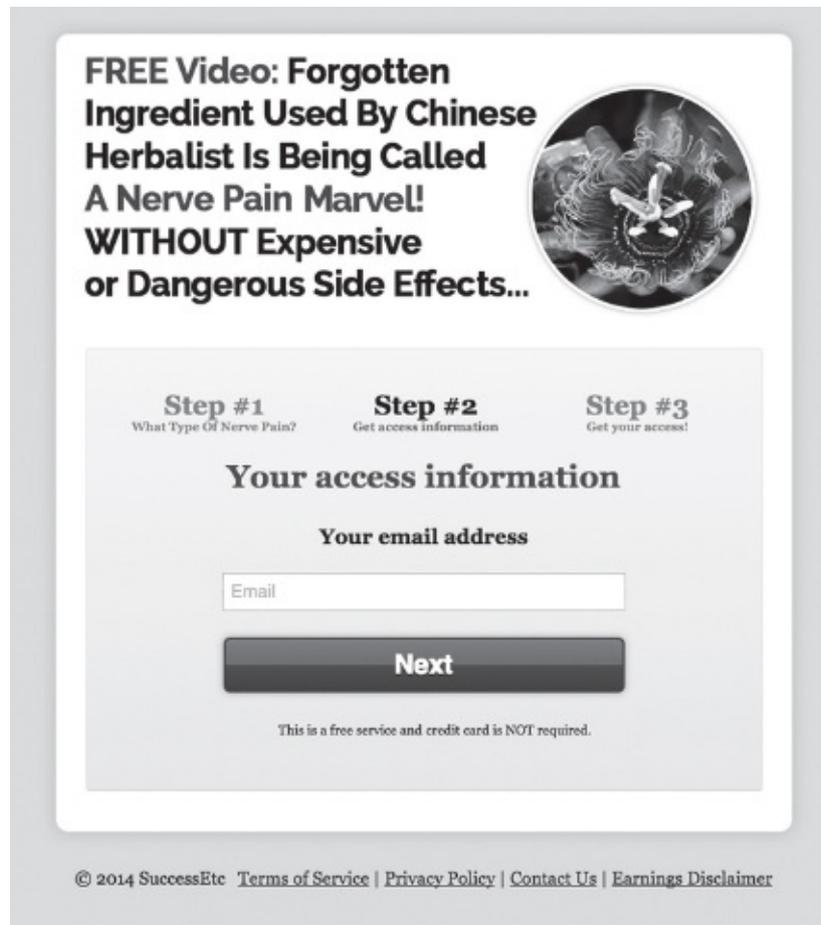 FREE Video: Forgotten
Ingredient Used By Chinese
Herbalist Is Being Called
A Nerve Pain Marvel!
WITHOUT Expensive
or Dangerous Side Effects...
Step #1
What Type Of Nerve Pain?
Step #2
Get access information
Step #3
Get your access!
Your access information
Your email address
Email
Next
This is a free service and credit card is NOT required.
© 2014 SuccessEtc Terms of Service | Privacy Policy | Contact Us | Earnings Disclaimer